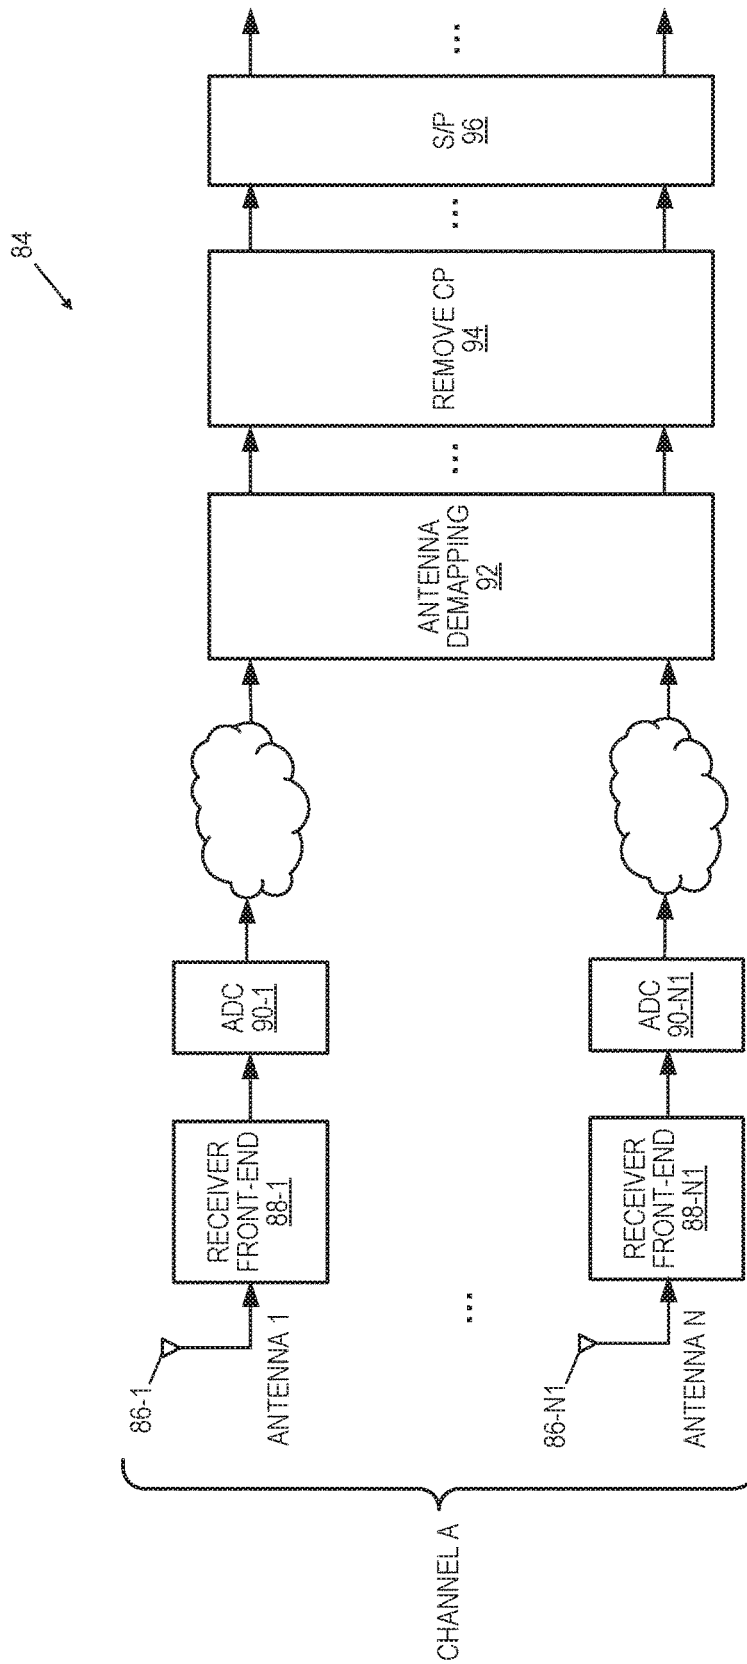 84
CHANNEL A
86-1
ANTENNA 1
RECEIVER
FRONT-END
88-1
ADC
90-1
...
86-N1
ANTENNA N
RECEIVER
FRONT-END
88-N1
ADC
90-N1
ANTENNA
DEMAPPING
92
...
REMOVE CP
94
...
S/P
96
...